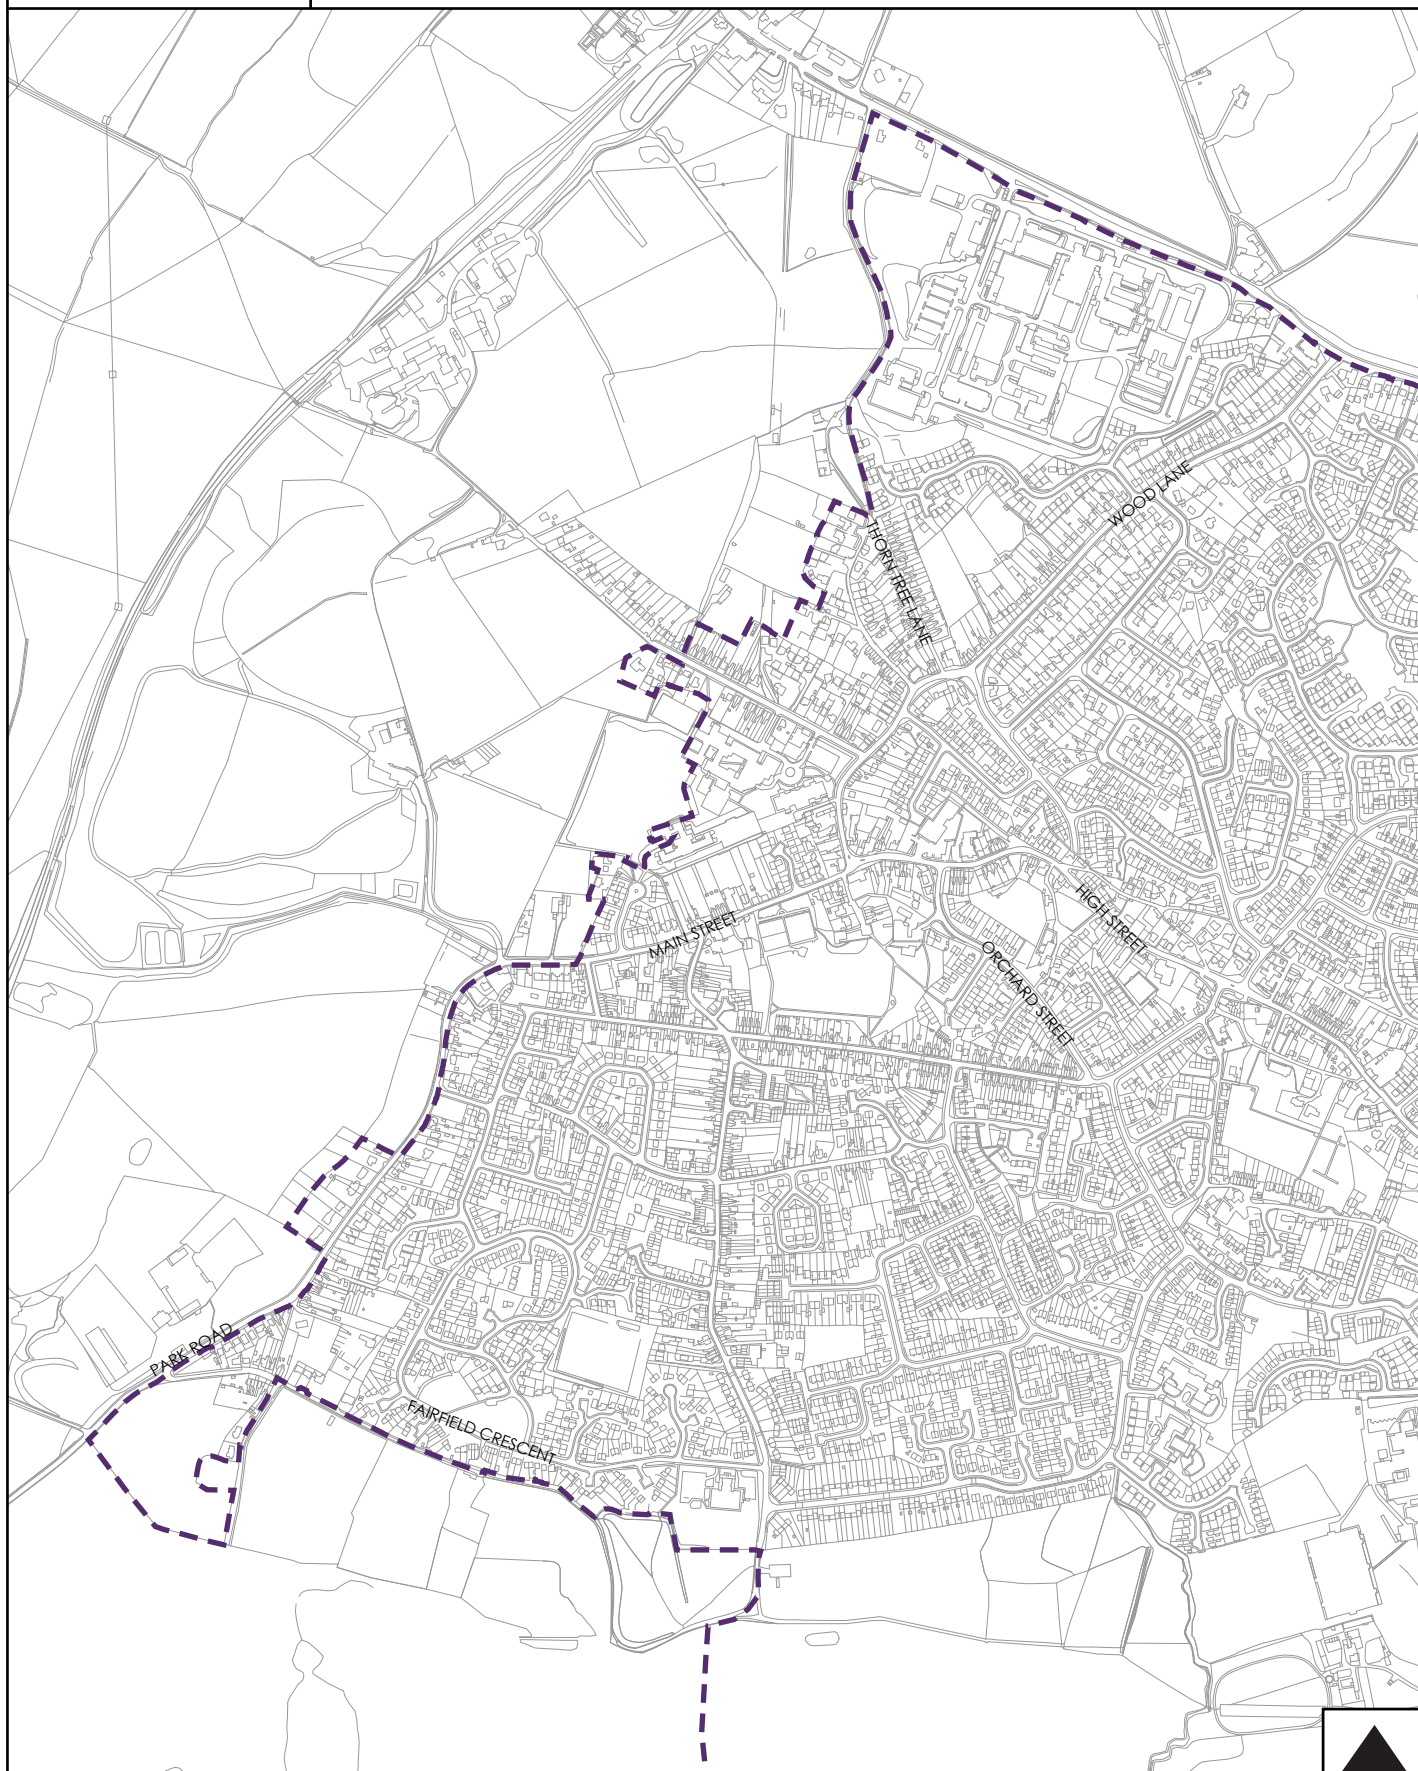 WOOD LANE
THORN TREE LANE
HIGH STREET
MAIN STREET
ORCHARD STREET
PARK ROAD
FAIRFIELD CRESCENT